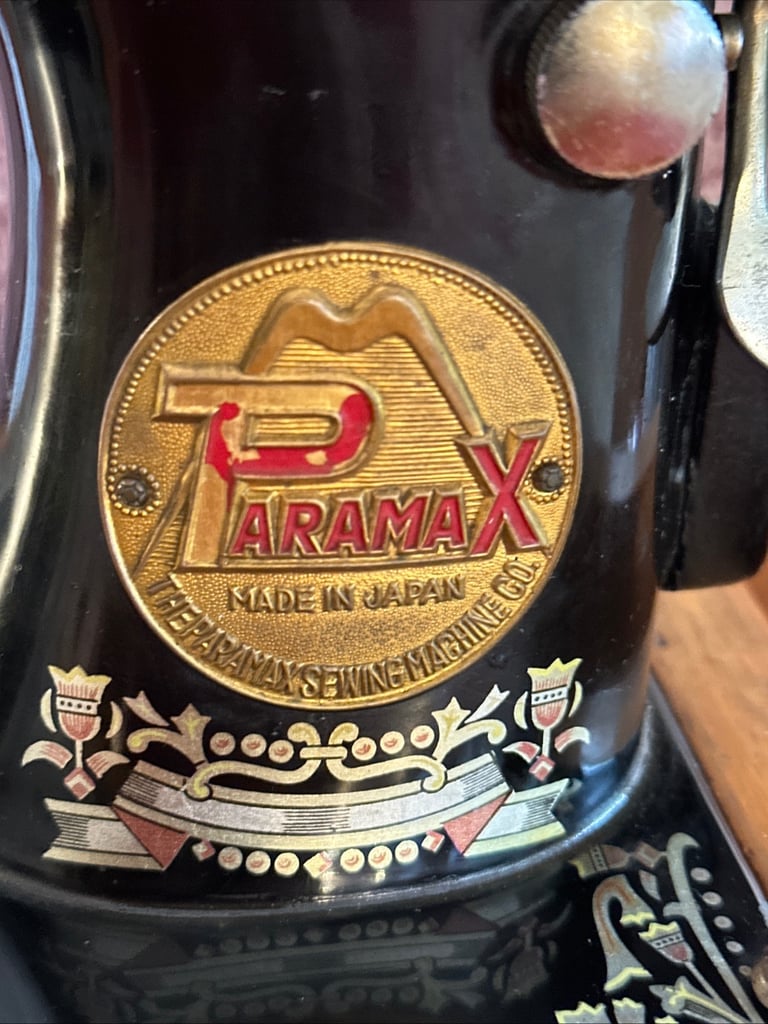 PARAMAX
MADE IN JAPAN
THE PARAMAX SEWING MACHINE CO.